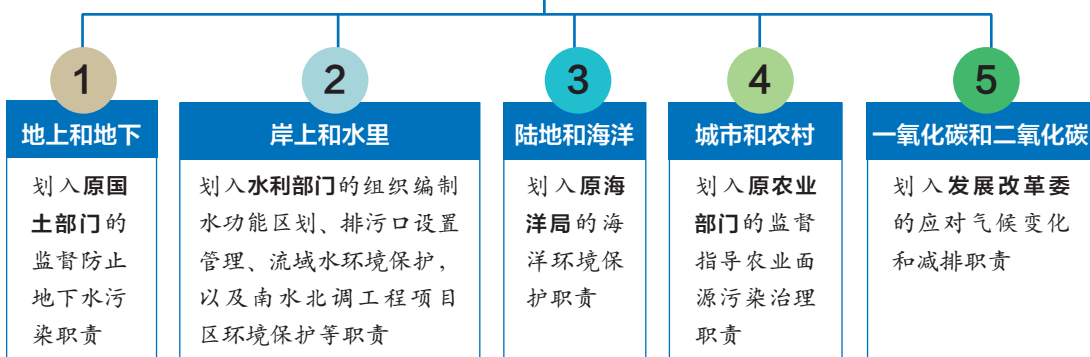 1
地上和地下
划入原国
土部门的
监督防止
地下水污
染职责
2
岸上和水里
划入水利部门的组织编制
水功能区划、排污口设置
管理、流域水环境保护，
以及南水北调工程项目
区环境保护等职责
3
陆地和海洋
划入原海
洋局的海
洋环境保
护职责
4
城市和农村
划入原农业
部门的监督
指导农业面
源污染治理
职责
5
一氧化碳和二氧化碳
划入发展改革委
的应对气候变化
和减排职责